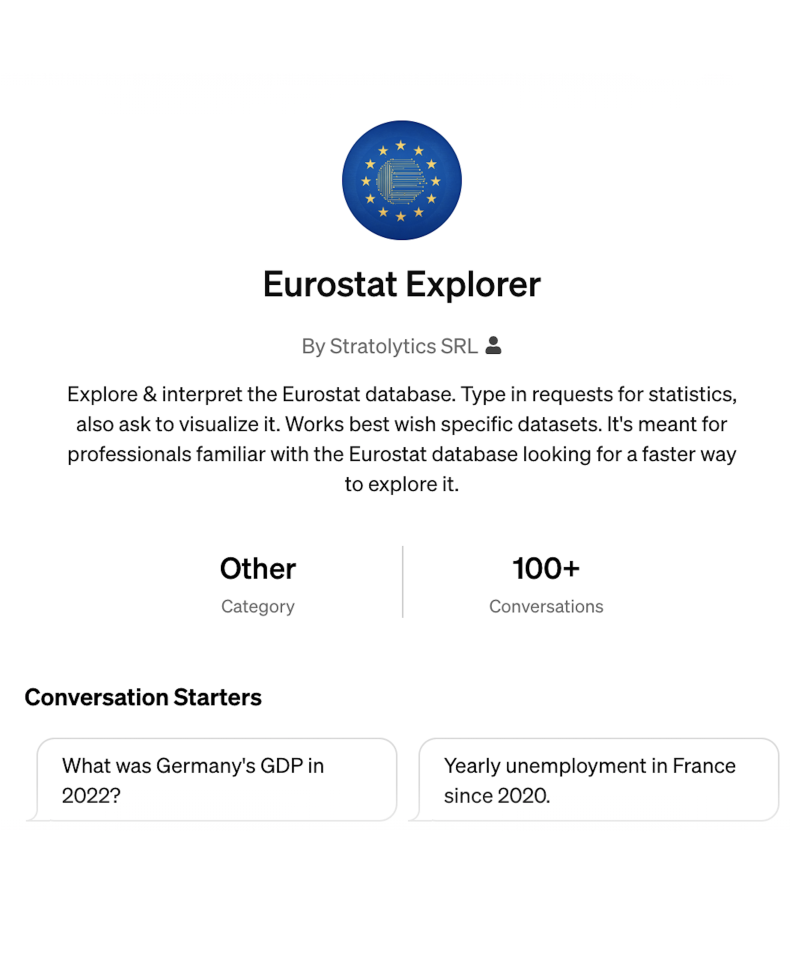 Eurostat Explorer
By Stratolytics SRL
Explore & interpret the Eurostat database. Type in requests for statistics,
also ask to visualize it. Works best wish specific datasets. It's meant for
professionals familiar with the Eurostat database looking for a faster way
to explore it.
Other
Category
100+
Conversations
Conversation Starters
What was Germany's GDP in
2022?
Yearly unemployment in France
since 2020.